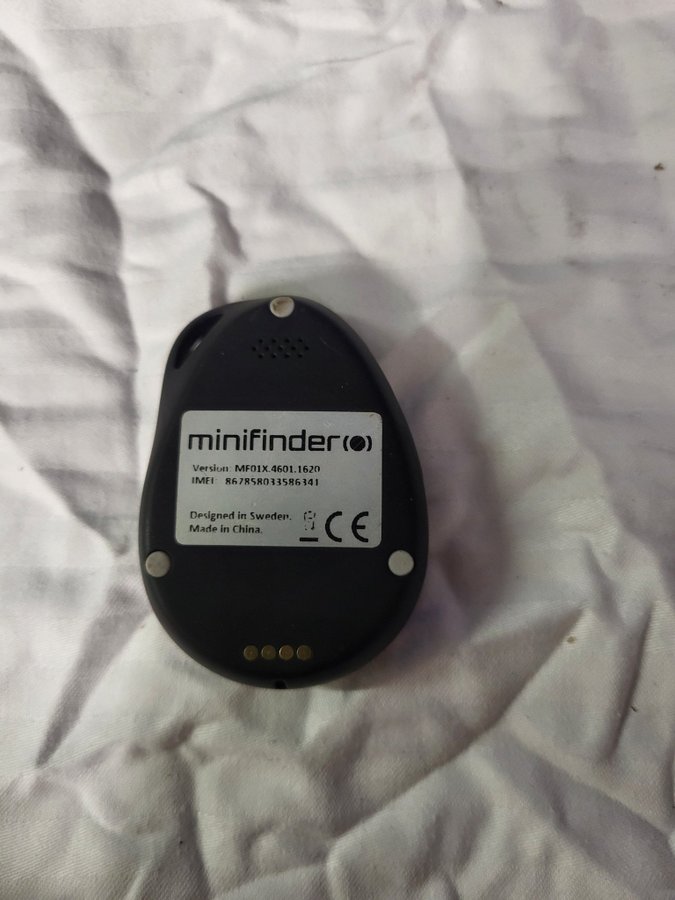 minifinder
Version: MF01X.4601.1620
IMEI: 867858033586341
Designed in Sweden.
Made in China.
CE